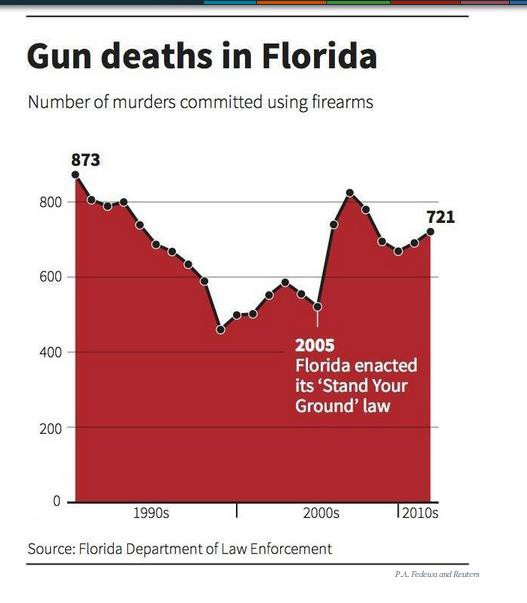 Gun deaths in Florida
Number of murders committed using firearms
873
721
800
600
400
200
0
2005
Florida enacted
its ‘Stand Your
Ground’ law
1990s
2000s
2010s
Source: Florida Department of Law Enforcement
P.A. Fedewa and Reuters